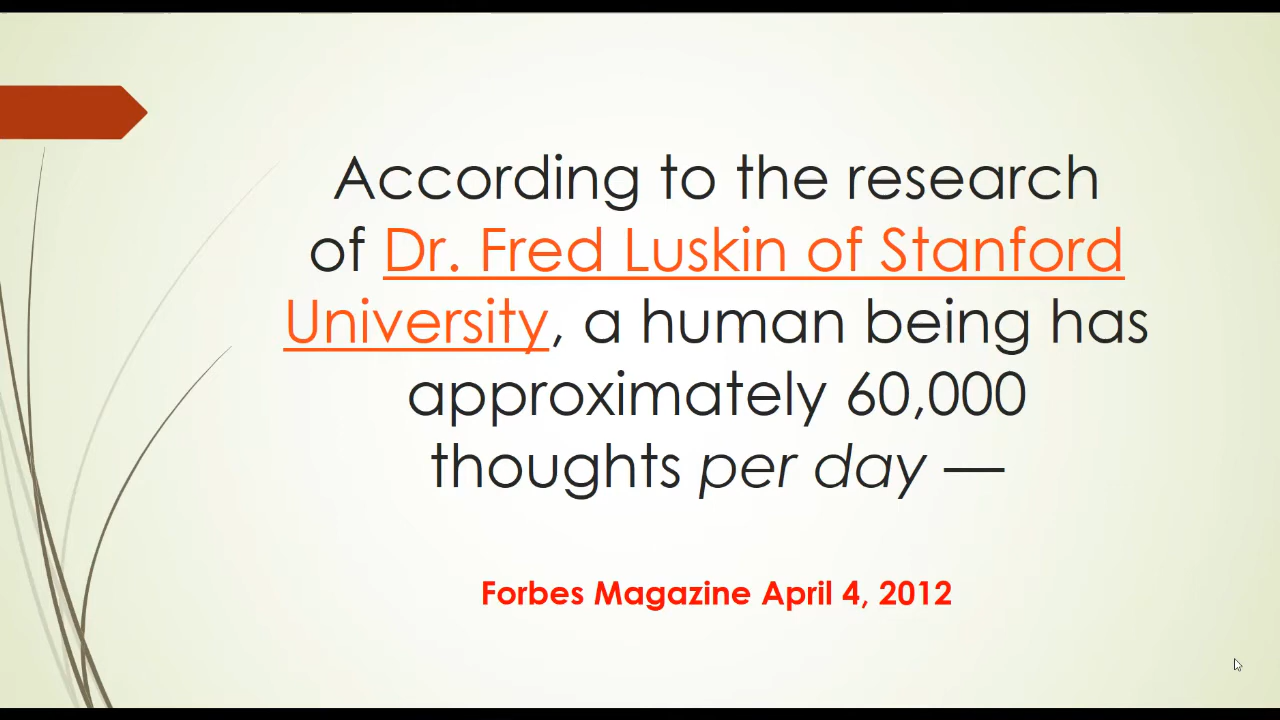 According to the research
of Dr. Fred Luskin of Stanford
University, a human being has
approximately 60,000
thoughts per day —
Forbes Magazine April 4, 2012